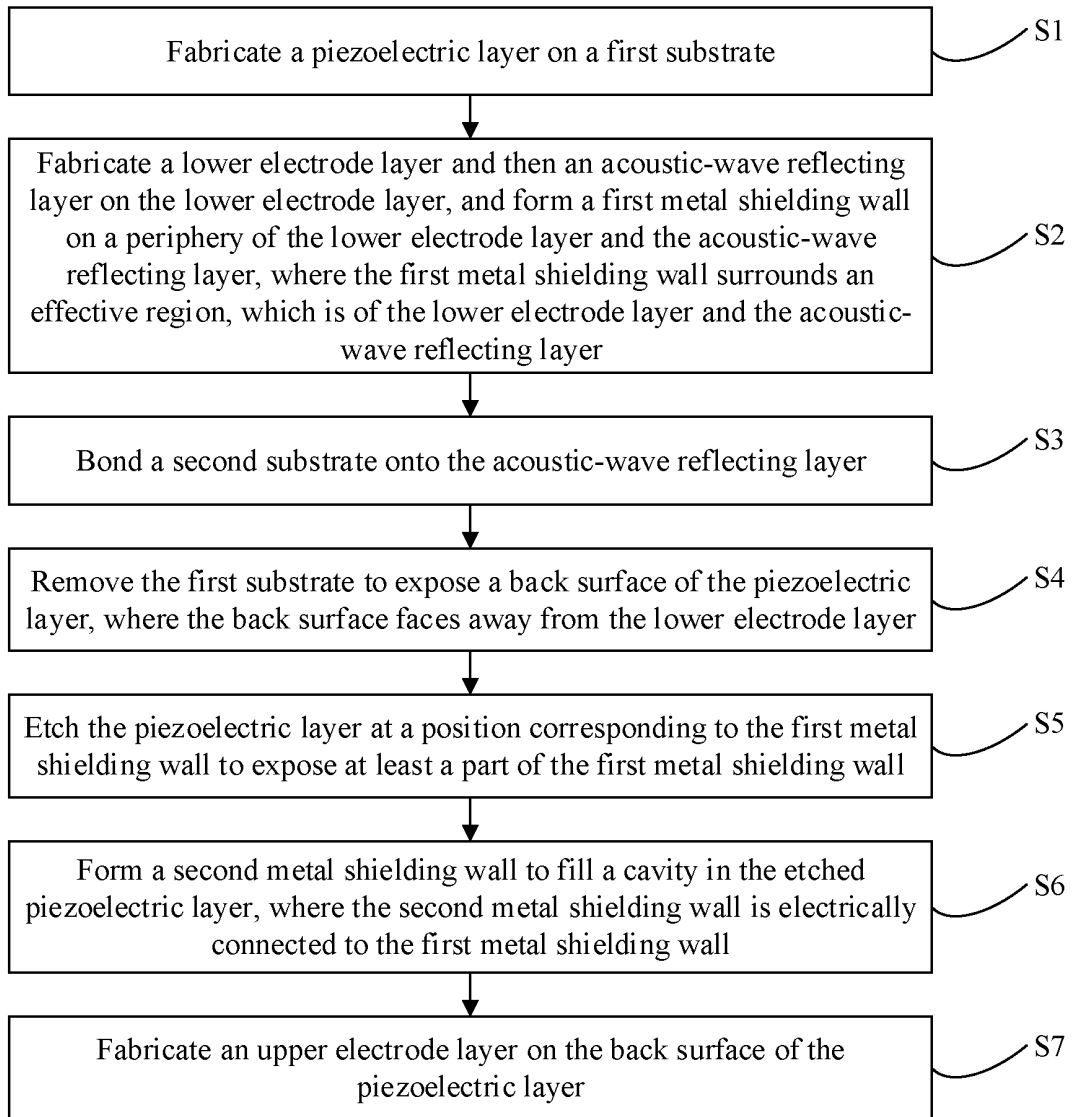 Fabricate a piezoelectric layer on a first substrate
S1
Fabricate a lower electrode layer and then an acoustic-wave reflecting
layer on the lower electrode layer, and form a first metal shielding wall
on a periphery of the lower electrode layer and the acoustic-wave
reflecting layer, where the first metal shielding wall surrounds an
effective region, which is of the lower electrode layer and the acoustic-
wave reflecting layer
S2
Bond a second substrate onto the acoustic-wave reflecting layer
S3
Remove the first substrate to expose a back surface of the piezoelectric
layer, where the back surface faces away from the lower electrode layer
S4
Etch the piezoelectric layer at a position corresponding to the first metal
shielding wall to expose at least a part of the first metal shielding wall
S5
Form a second metal shielding wall to fill a cavity in the etched
piezoelectric layer, where the second metal shielding wall is electrically
connected to the first metal shielding wall
S6
Fabricate an upper electrode layer on the back surface of the
piezoelectric layer
S7